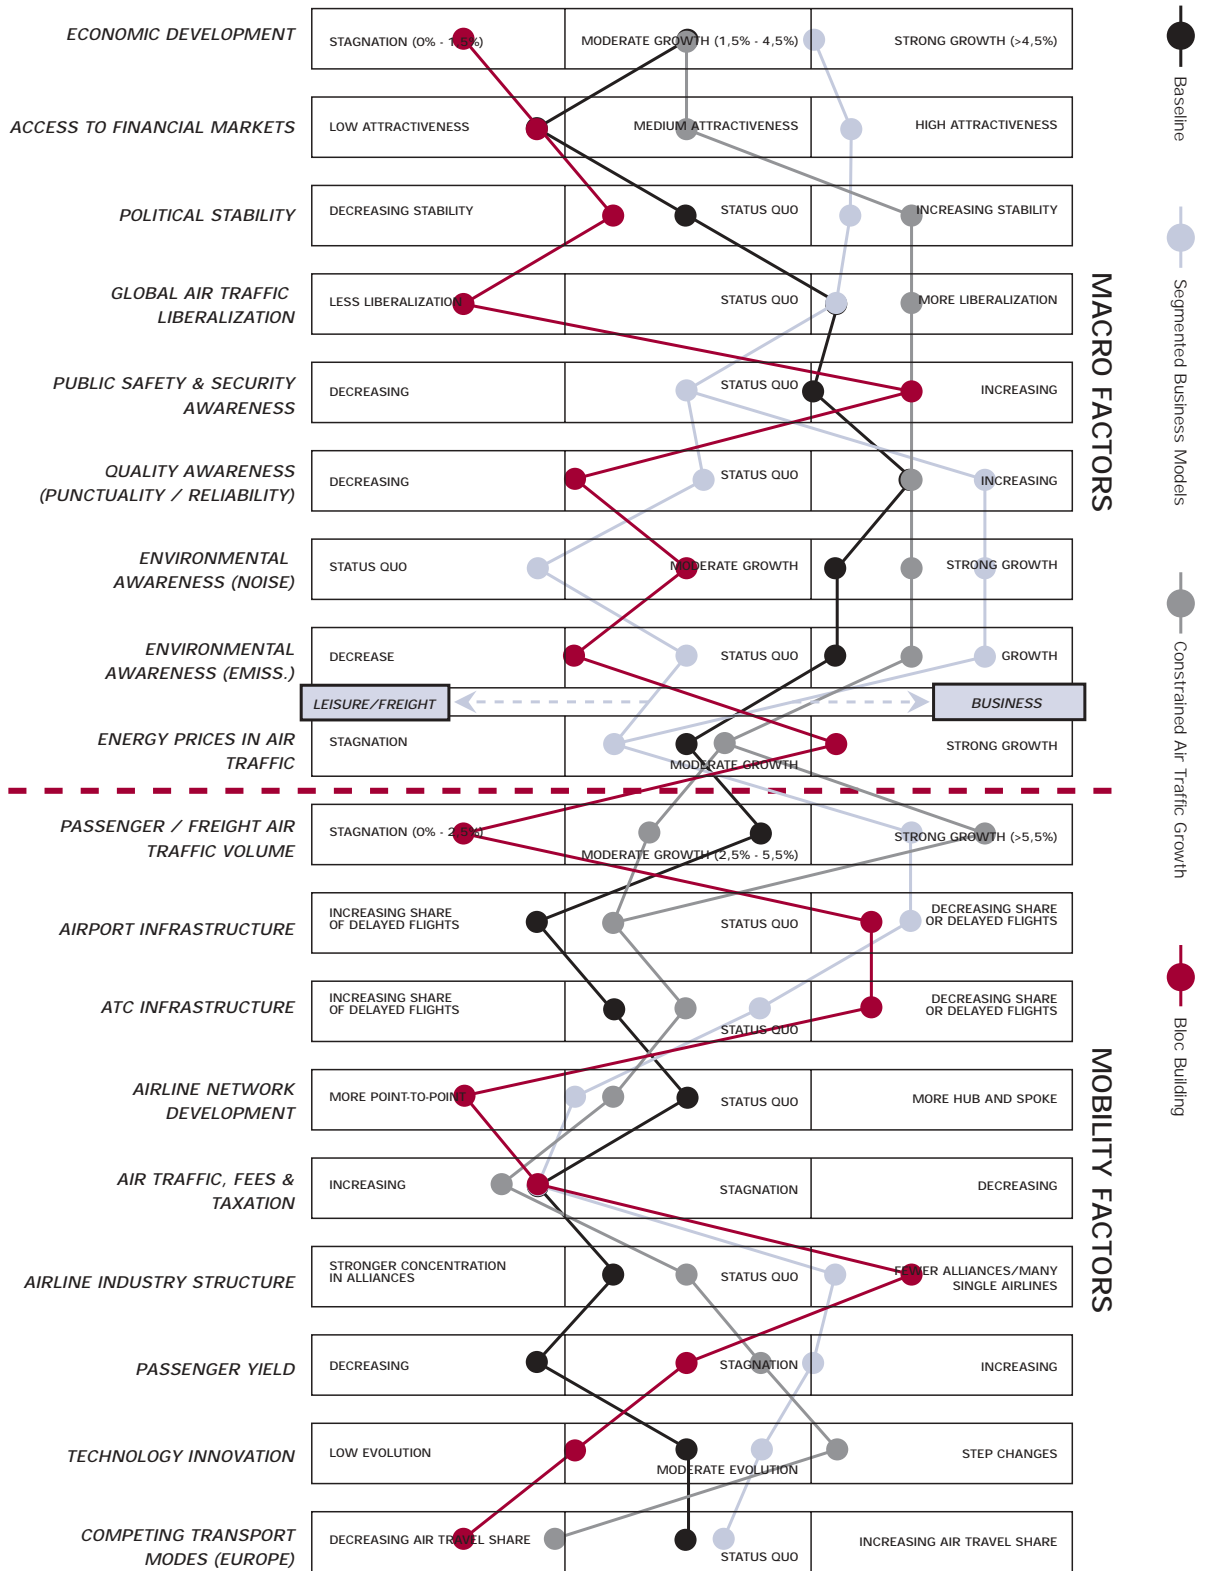 ECONOMIC DEVELOPMENT
STAGNATION (0% - 1,5%)
MODERATE GROWTH (1,5% - 4,5%)
STRONG GROWTH (>4,5%)
ACCESS TO FINANCIAL MARKETS
LOW ATTRACTIVENESS
MEDIUM ATTRACTIVENESS
HIGH ATTRACTIVENESS
POLITICAL STABILITY
DECREASING STABILITY
STATUS QUO
INCREASING STABILITY
GLOBAL AIR TRAFFIC
LIBERALIZATION
LESS LIBERALIZATION
STATUS QUO
MORE LIBERALIZATION
PUBLIC SAFETY & SECURITY
AWARENESS
DECREASING
STATUS QUO
INCREASING
QUALITY AWARENESS
(PUNCTUALITY / RELIABILITY)
DECREASING
STATUS QUO
INCREASING
ENVIRONMENTAL
AWARENESS (NOISE)
STATUS QUO
MODERATE GROWTH
STRONG GROWTH
ENVIRONMENTAL
AWARENESS (EMISS.)
DECREASE
STATUS QUO
GROWTH
LEISURE/FREIGHT
BUSINESS
ENERGY PRICES IN AIR
TRAFFIC
STAGNATION
MODERATE GROWTH
STRONG GROWTH
PASSENGER / FREIGHT AIR
TRAFFIC VOLUME
STAGNATION (0% - 2,5%)
MODERATE GROWTH (2,5% - 5,5%)
STRONG GROWTH (>5,5%)
AIRPORT INFRASTRUCTURE
INCREASING SHARE
OF DELAYED FLIGHTS
STATUS QUO
DECREASING SHARE
OR DELAYED FLIGHTS
ATC INFRASTRUCTURE
INCREASING SHARE
OF DELAYED FLIGHTS
STATUS QUO
DECREASING SHARE
OR DELAYED FLIGHTS
AIRLINE NETWORK
DEVELOPMENT
MORE POINT-TO-POINT
STATUS QUO
MORE HUB AND SPOKE
AIR TRAFFIC, FEES &
TAXATION
INCREASING
STAGNATION
DECREASING
AIRLINE INDUSTRY STRUCTURE
STRONGER CONCENTRATION
IN ALLIANCES
STATUS QUO
FEWER ALLIANCES/MANY
SINGLE AIRLINES
PASSENGER YIELD
DECREASING
STAGNATION
INCREASING
TECHNOLOGY INNOVATION
LOW EVOLUTION
MODERATE EVOLUTION
STEP CHANGES
COMPETING TRANSPORT
MODES (EUROPE)
DECREASING AIR TRAVEL SHARE
STATUS QUO
INCREASING AIR TRAVEL SHARE
MACRO FACTORS
MOBILITY FACTORS
Baseline
Segmented Business Models
Constrained Air Traffic Growth
Bloc Building